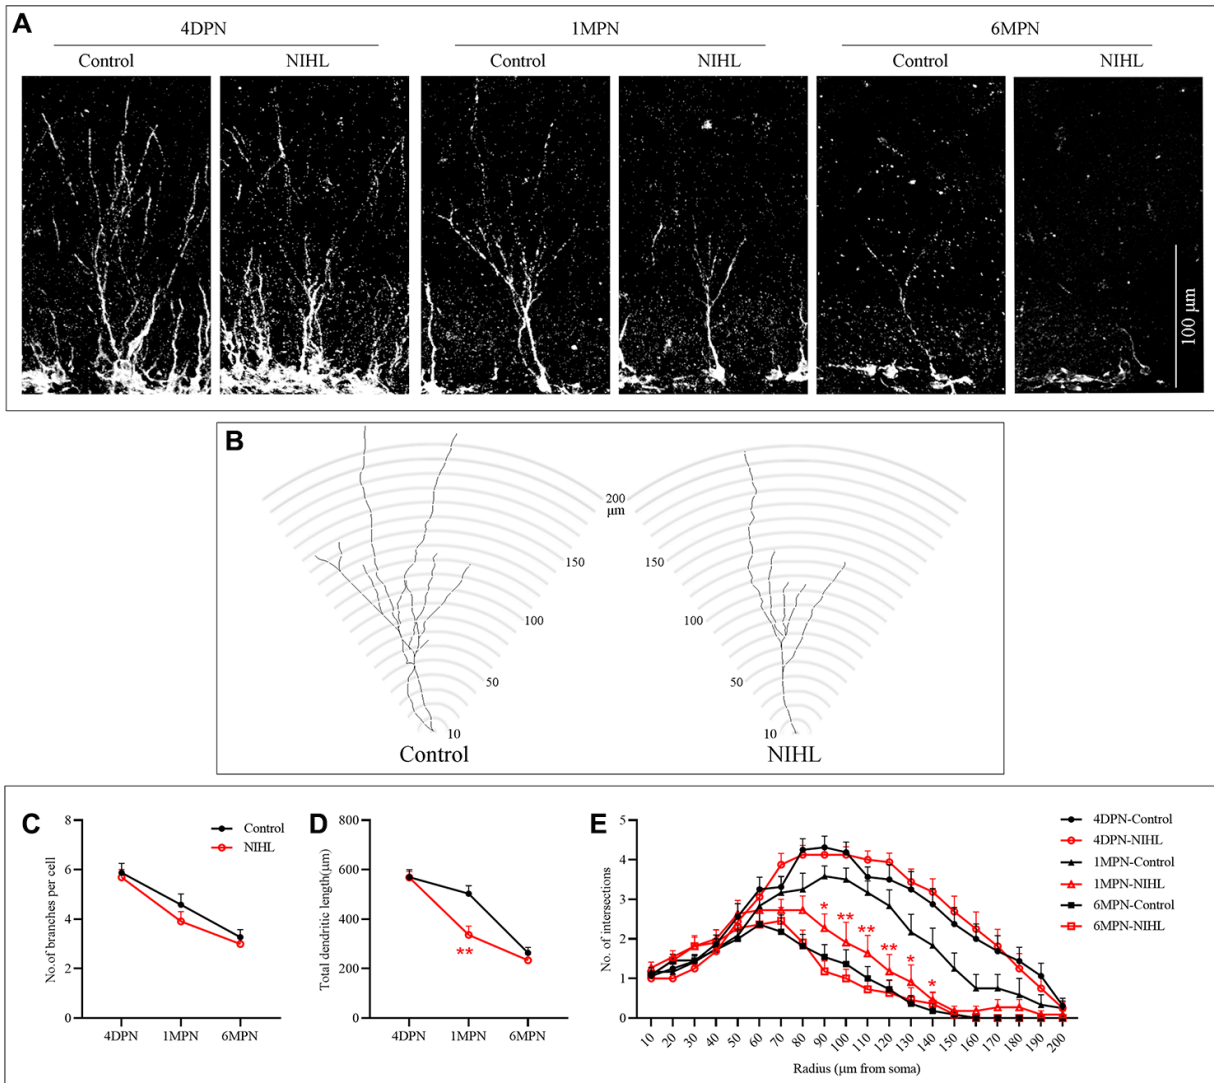 A
4DPN
1MPN
6MPN
Control
NIHL
Control
NIHL
Control
NIHL
100 μm
B
200
μm
150
150
100
100
50
50
10
10
Control
NIHL
C
8
6
4
2
0
No.of branches per cell
Control
NIHL
4DPN
1MPN
6MPN
D
800
600
400
200
0
Total dendritic length(μm)
**
4DPN
1MPN
6MPN
E
5
4
3
2
1
0
No. of intersections
* ** ** ** * *
10 20 30 40 50 60 70 80 90 100 110 120 130 140 150 160 170 180 190 200
Radius (μm from soma)
4DPN-Control
4DPN-NIHL
1MPN-Control
1MPN-NIHL
6MPN-Control
6MPN-NIHL